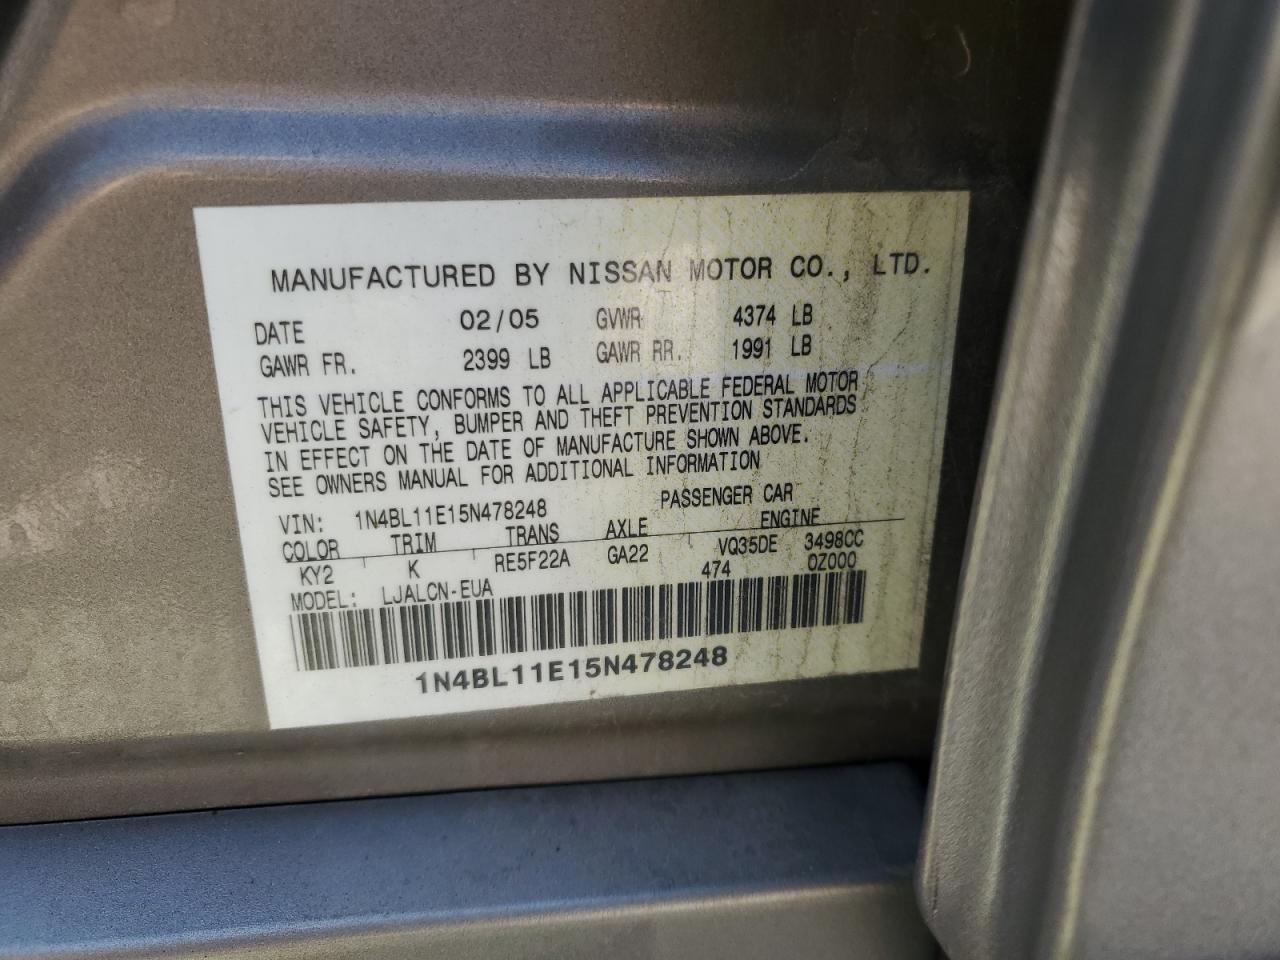 MANUFACTURED BY NISSAN MOTOR CO., LTD.
DATE 02/05 GVWR 4374 LB
GAWR FR. 2399 LB GAWR RR. 1991 LB
THIS VEHICLE CONFORMS TO ALL APPLICABLE FEDERAL MOTOR
VEHICLE SAFETY, BUMPER AND THEFT PREVENTION STANDARDS
IN EFFECT ON THE DATE OF MANUFACTURE SHOWN ABOVE.
SEE OWNERS MANUAL FOR ADDITIONAL INFORMATION
VIN: 1N4BL11E15N478248 PASSENGER CAR
COLOR TRIM TRANS AXLE ENGINE
KY2 K RE5F22A GA22 VQ35DE 3498CC
MODEL: LJALCN-EUA 474 0Z000
1N4BL11E15N478248